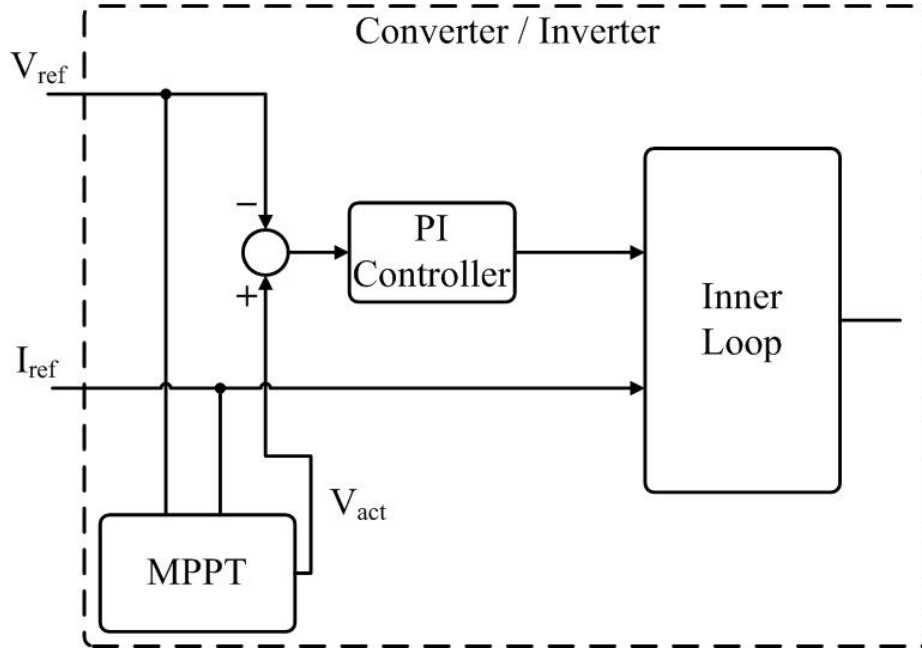 Converter / Inverter
Vref
−
PI
Controller
+
Inner
Loop
Iref
Vact
MPPT